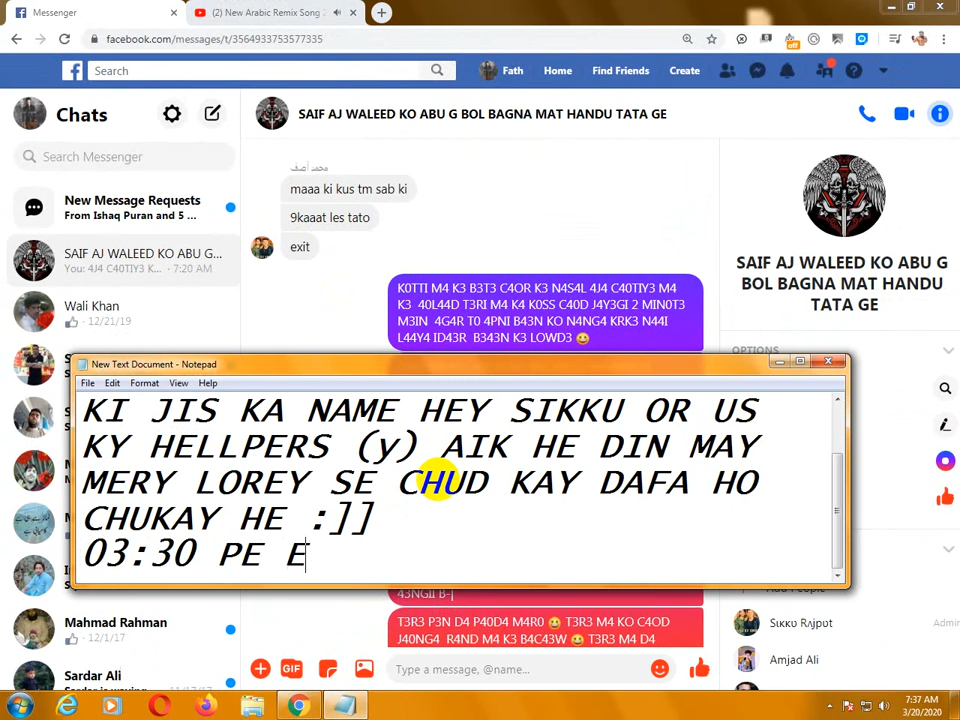 Messenger
(2) New Arabic Remix Song
facebook.com/messages/t/3564933753577335
off
Search
Fath
Home
Find Friends
Create
Chats
SAIF AJ WALEED KO ABU G BOL BAGNA MAT HANDU TATA GE
Search Messenger
New Message Requests
From Ishaq Puran and 5 ...
SAIF AJ WALEED KO ABU G...
You: 4J4 C40TIY3 K...
7:20 AM
Wali Khan
12/21/19
Mahmad Rahman
12/1/17
Sardar Ali
محمد آصف
maaa ki kus tm sab ki
9kaaat les tato
exit
K0TTI M4 K3 B3T3 C4OR K3 N4S4L 4J4 C40TIY3 M4
K3 40L44D T3RI M4 K4 K0SS C40D J4Y3GI 2 MIN0T3
M3IN 4G4R T0 4PNI B43N KO N4NG4 KRK3 N44I
L44Y4 ID43R B343N K3 LOWD3
New Text Document - Notepad
File Edit Format View Help
KI JIS KA NAME HEY SIKKU OR US
KY HELLPERS (y) AIK HE DIN MAY
MERY LOREY SE CHUD KAY DAFA HO
CHUKAY HE :]]
03:30 PE E
43NGII B-|
T3R3 P3N D4 P40D4 M4R0 T3R3 M4 KO C4OD
J40NG4 R4ND M4 K3 B4C43W T3R3 M4 D4
Type a message, @name...
GIF
SAIF AJ WALEED KO ABU G
BOL BAGNA MAT HANDU
TATA GE
OPTIONS
Add People
Sικκυ Rʌjput
Admin
Amjad Ali
7:37 AM
3/20/2020